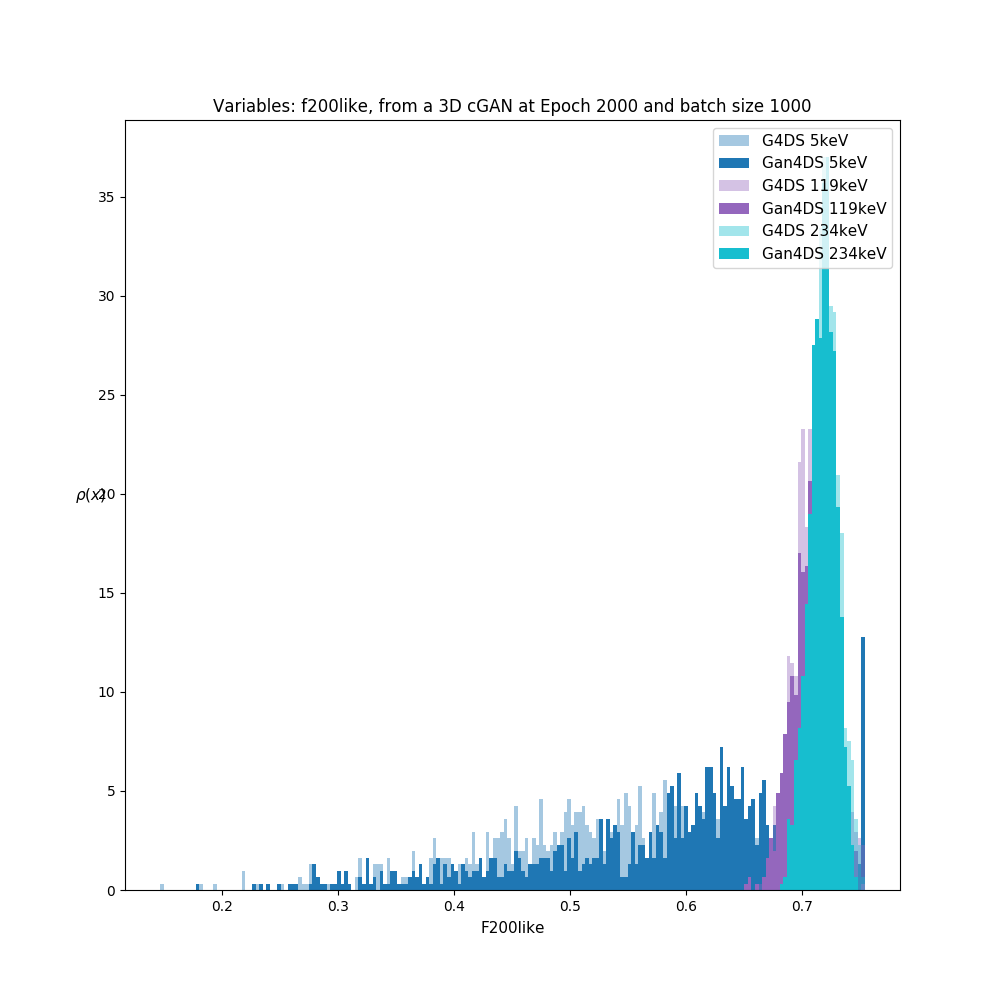 Variables: f200like, from a 3D cGAN at Epoch 2000 and batch size 1000
G4DS 5keV
Gan4DS 5keV
G4DS 119keV
Gan4DS 119keV
G4DS 234keV
Gan4DS 234keV
35
30
25
ρ(x)
20
15
10
5
0
0.2 0.3 0.4 0.5 0.6 0.7
F200like